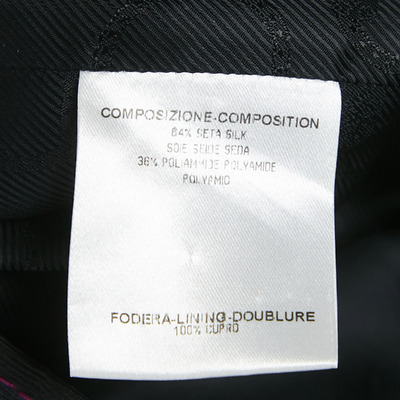 COMPOSIZIONE-COMPOSITION
64% SETA SILK
SOIE SEIDE SEDA
36% POLIAMMIDE POLYAMIDE
POLYAMID
FODERA-LINING-DOUBLURE
100% CUPRO